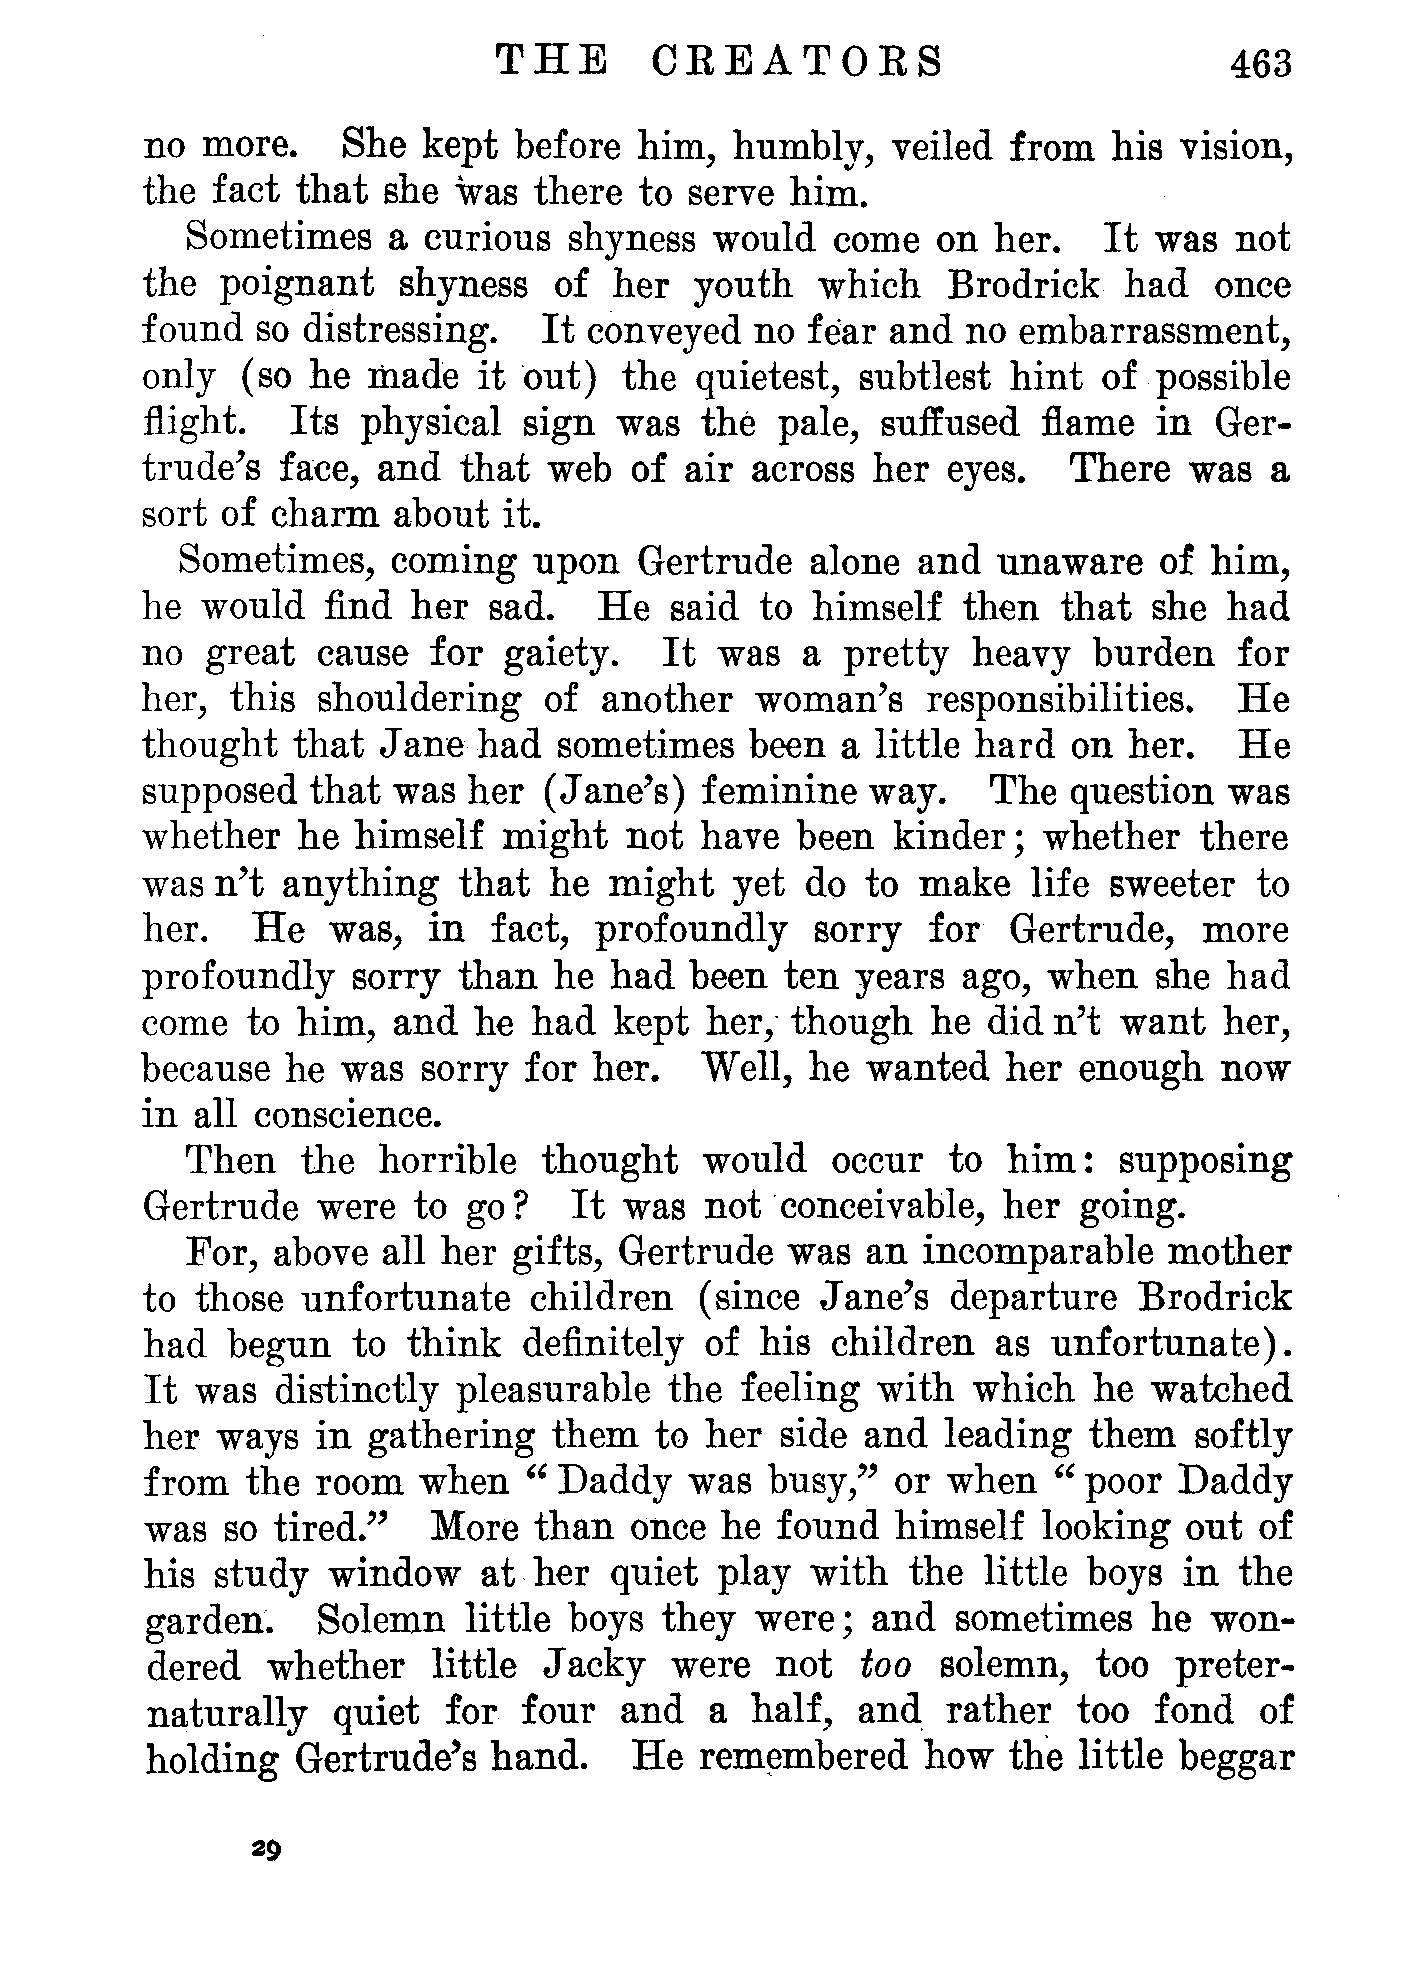 THE CREATORS 463
no more. She kept before him, humbly, veiled from his vision,
the fact that she was there to serve him.
Sometimes a curious shyness would come on her. It was not
the poignant shyness of her youth which Brodrick had once
found so distressing. It conveyed no fear and no embarrassment,
only (so he made it out) the quietest, subtlest hint of possible
flight. Its physical sign was the pale, suffused flame in Ger-
trude's face, and that web of air across her eyes. There was a
sort of charm about it.
Sometimes, coming upon Gertrude alone and unaware of him,
he would find her sad. He said to himself then that she had
no great cause for gaiety. It was a pretty heavy burden for
her, this shouldering of another woman's responsibilities. He
thought that Jane had sometimes been a little hard on her. He
supposed that was her (Jane's) feminine way. The question was
whether he himself might not have been kinder; whether there
was n't anything that he might yet do to make life sweeter to
her. He was, in fact, profoundly sorry for Gertrude, more
profoundly sorry than he had been ten years ago, when she had
come to him, and he had kept her, though he did n't want her,
because he was sorry for her. Well, he wanted her enough now
in all conscience.
Then the horrible thought would occur to him: supposing
Gertrude were to go? It was not conceivable, her going.
For, above all her gifts, Gertrude was an incomparable mother
to those unfortunate children (since Jane's departure Brodrick
had begun to think definitely of his children as unfortunate).
It was distinctly pleasurable the feeling with which he watched
her ways in gathering them to her side and leading them softly
from the room when "Daddy was busy," or when "poor Daddy
was so tired." More than once he found himself looking out of
his study window at her quiet play with the little boys in the
garden. Solemn little boys they were; and sometimes he won-
dered whether little Jacky were not too solemn, too preter-
naturally quiet for four and a half, and rather too fond of
holding Gertrude's hand. He remembered how the little beggar
29